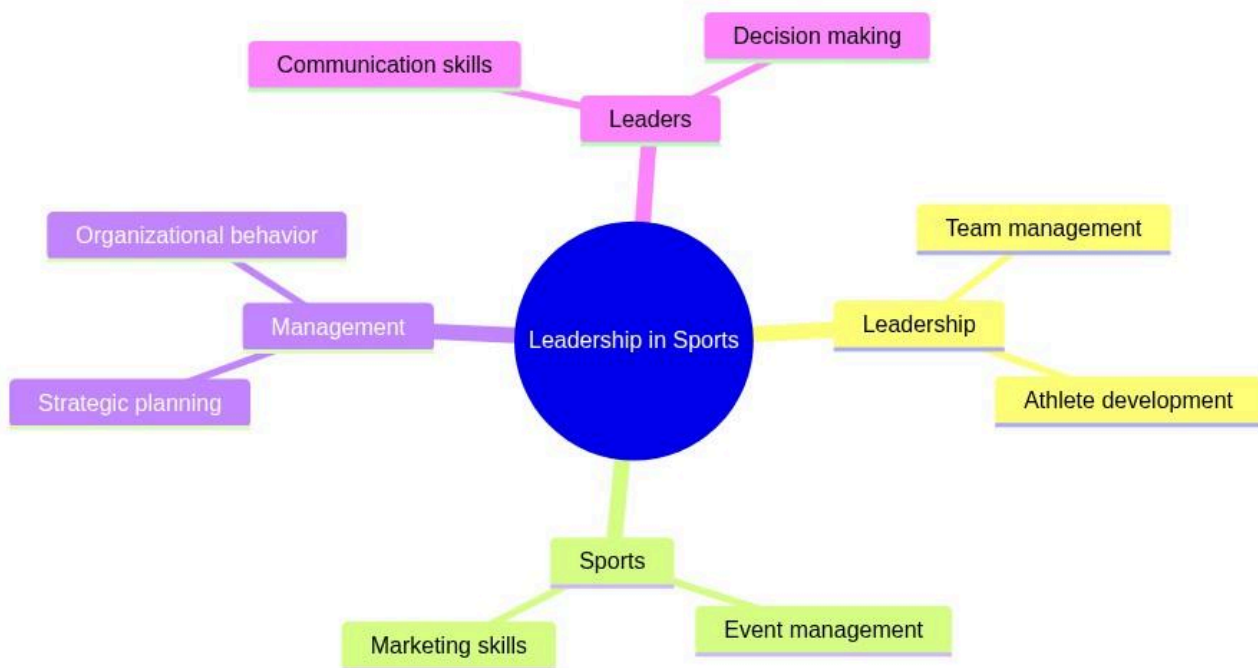 Decision making
Communication skills
Leaders
Organizational behavior
Management
Strategic planning
Leadership in Sports
Team management
Leadership
Athlete development
Sports
Marketing skills
Event management